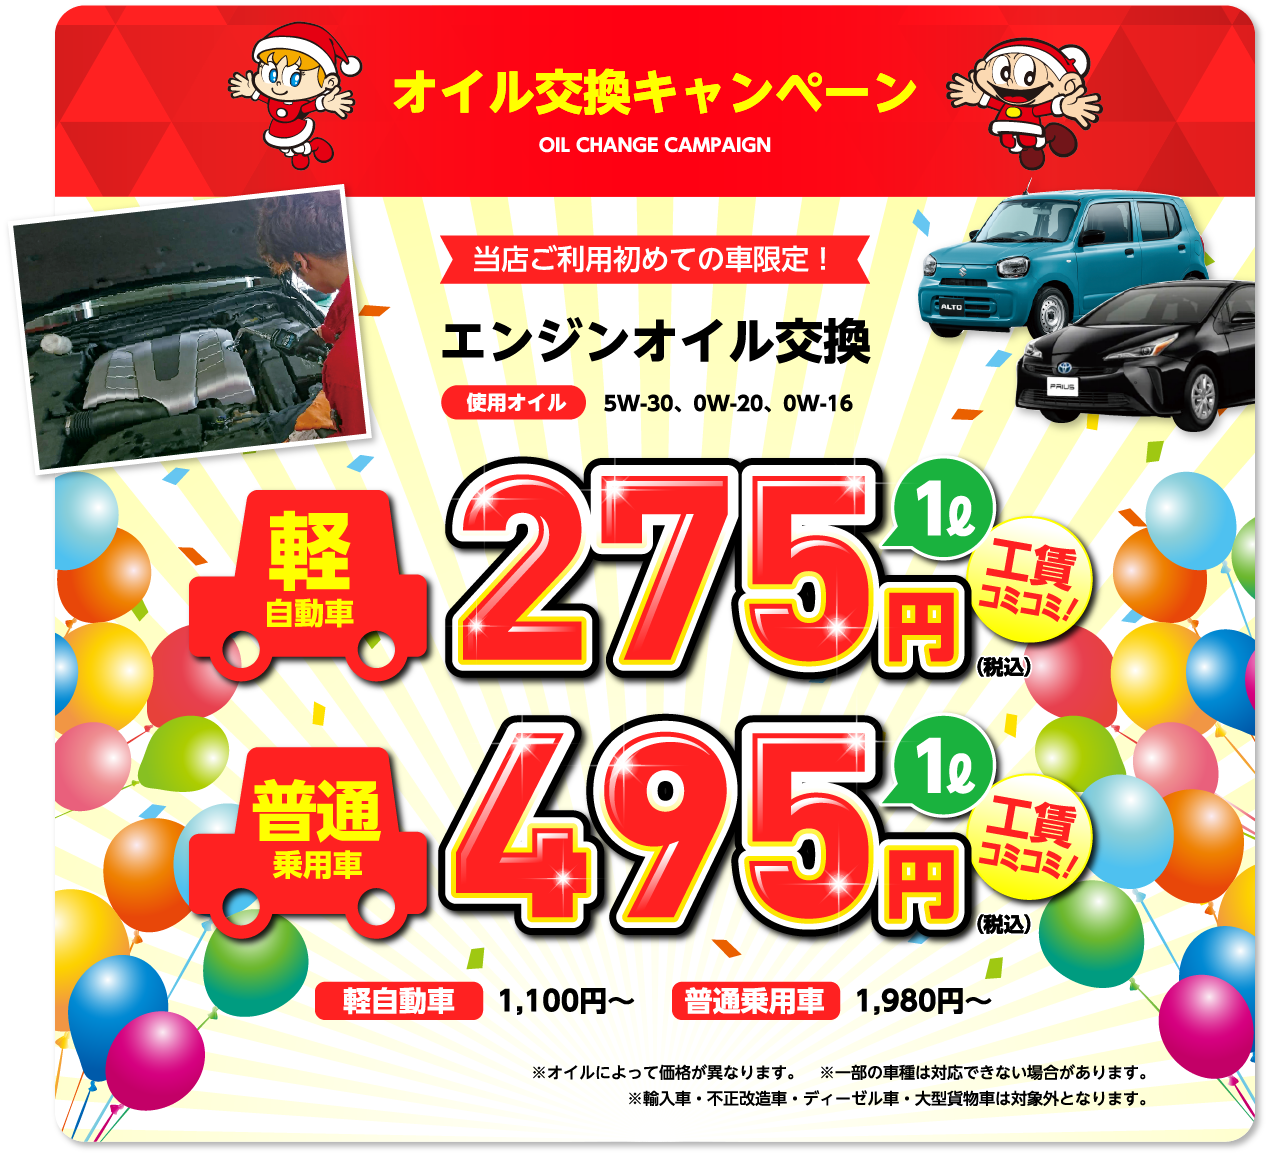 オイル交換キャンペーン
OIL CHANGE CAMPAIGN
当店ご利用初めての車限定！
エンジンオイル交換
使用オイル 5W-30、0W-20、0W-16
ALTO
PRIUS
軽
自動車
275円
1ℓ
工賃
コミコミ!
(税込)
普通
乗用車
495円
1ℓ
工賃
コミコミ!
(税込)
軽自動車 1,100円〜 普通乗用車 1,980円〜
※オイルによって価格が異なります。 ※一部の車種は対応できない場合があります。
※輸入車・不正改造車・ディーゼル車・大型貨物車は対象外となります。